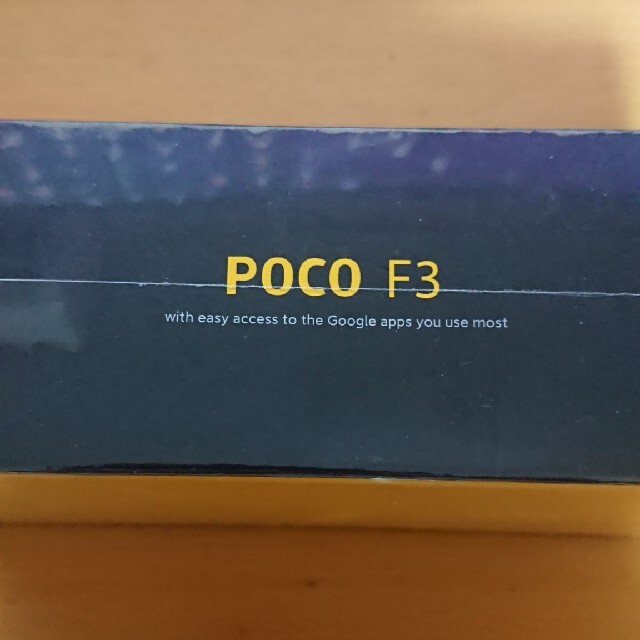 POCO F3
with easy access to the Google apps you use most